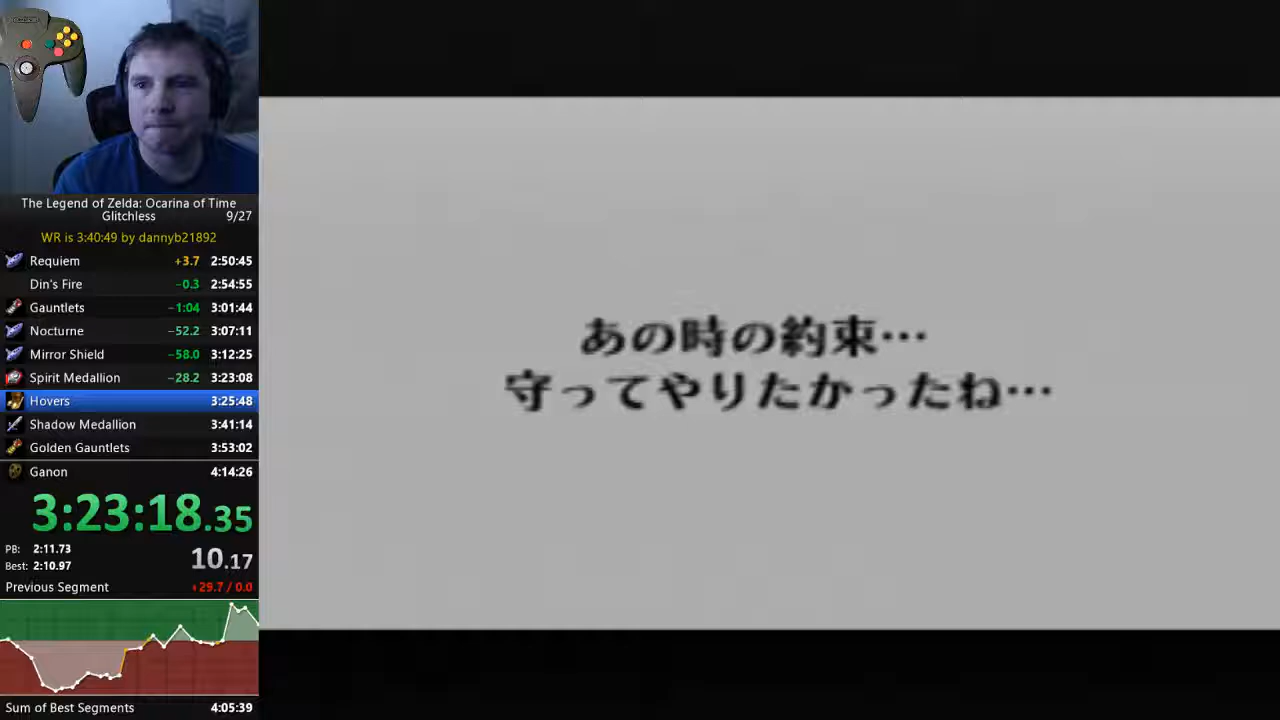 The Legend of Zelda: Ocarina of Time
Glitchless 9/27
WR is 3:40:49 by dannyb21892
Requiem +3.7 2:50:45
Din's Fire −0.3 2:54:55
Gauntlets −1:04 3:01:44
Nocturne −52.2 3:07:11
Mirror Shield −58.0 3:12:25
Spirit Medallion −28.2 3:23:08
Hovers 3:25:48
Shadow Medallion 3:41:14
Golden Gauntlets 3:53:02
Ganon 4:14:26
3:23:18.35
PB: 2:11.73
Best: 2:10.97
10.17
Previous Segment +29.7 / 0.0
Sum of Best Segments 4:05:39
あの時の約束…
守ってやりたかったね…